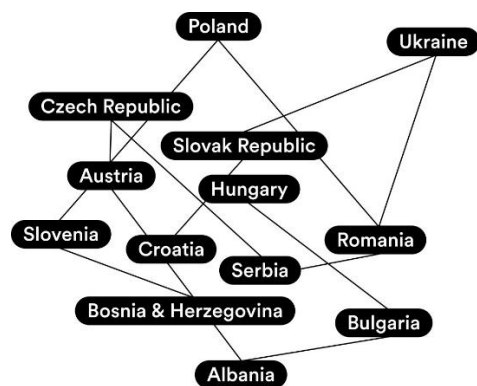 Poland
Ukraine
Czech Republic
Slovak Republic
Austria
Hungary
Slovenia
Croatia
Romania
Serbia
Bosnia & Herzegovina
Bulgaria
Albania